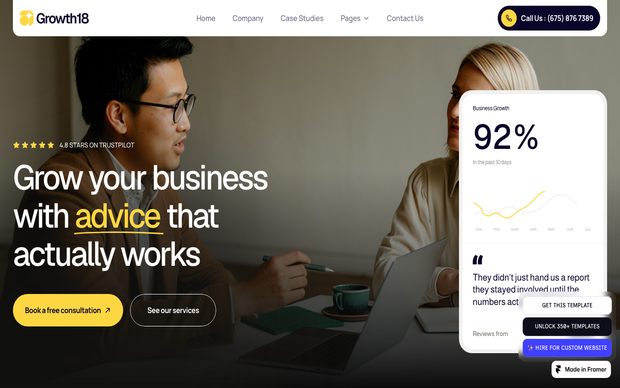 Growth18
Home
Company
Case Studies
Pages
Contact Us
Call Us : (675) 876 7389
4.8 STARS ON TRUSTPILOT
Grow your business
with advice that
actually works
Book a free consultation
See our services
Business Growth
92%
In the past 30 days
They didn't just hand us a report
they stayed involved until the
numbers act
Reviews from
GET THIS TEMPLATE
UNLOCK 350+ TEMPLATES
HIRE FOR CUSTOM WEBSITE
Made in Framer